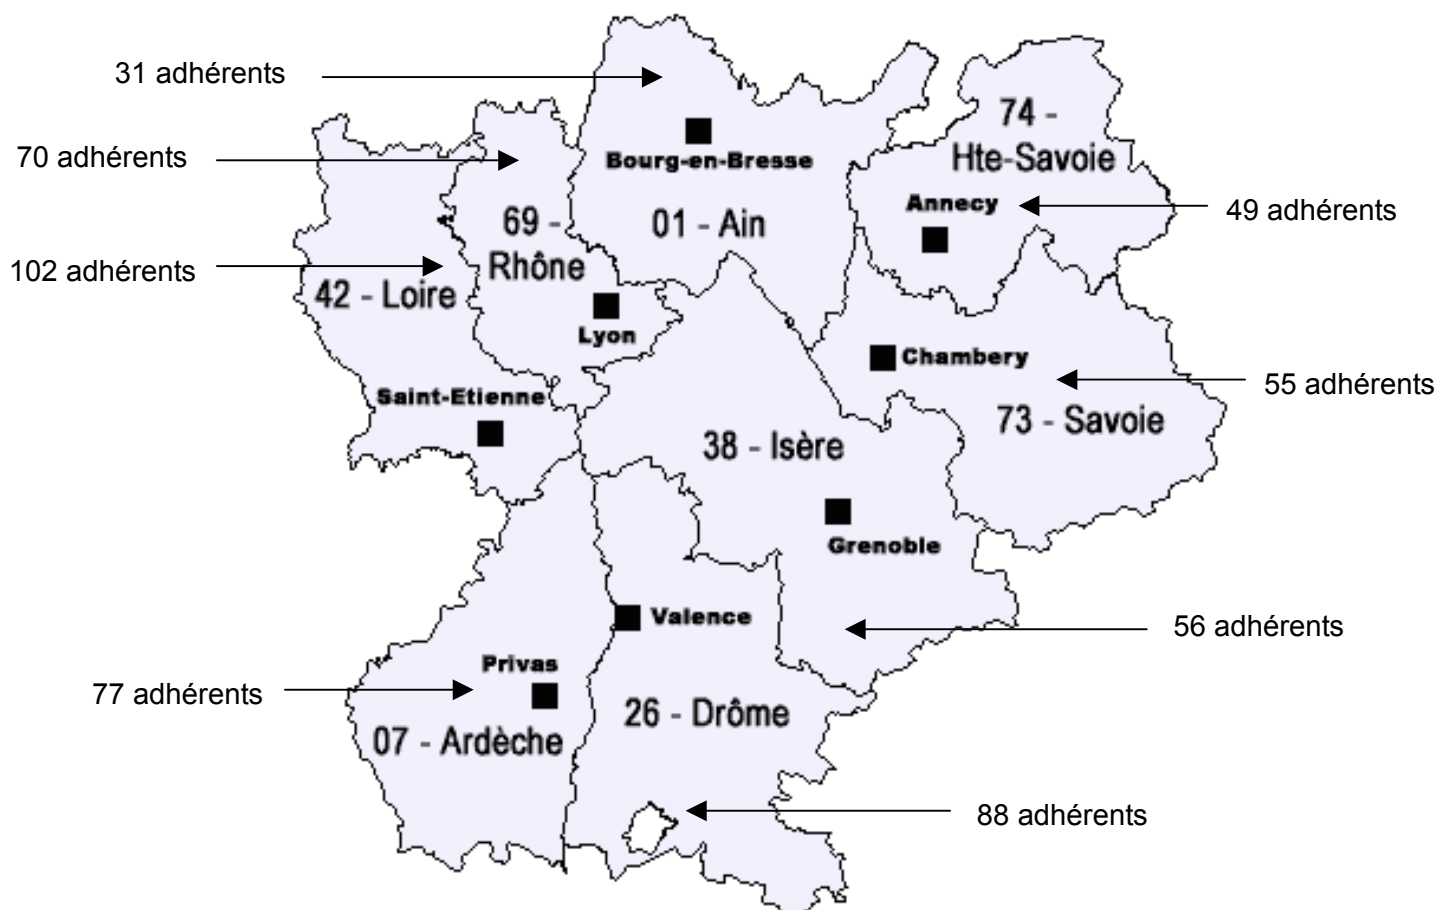 31 adhérents
74 -
Hte-Savoie
70 adhérents
Bourg-en-Bresse
Annecy
49 adhérents
69 -
Rhône
01 - Ain
102 adhérents
42 - Loire
Lyon
Chambery
55 adhérents
Saint-Etienne
73 - Savoie
38 - Isère
Grenoble
Valence
56 adhérents
Privas
77 adhérents
26 - Drôme
07 - Ardèche
88 adhérents